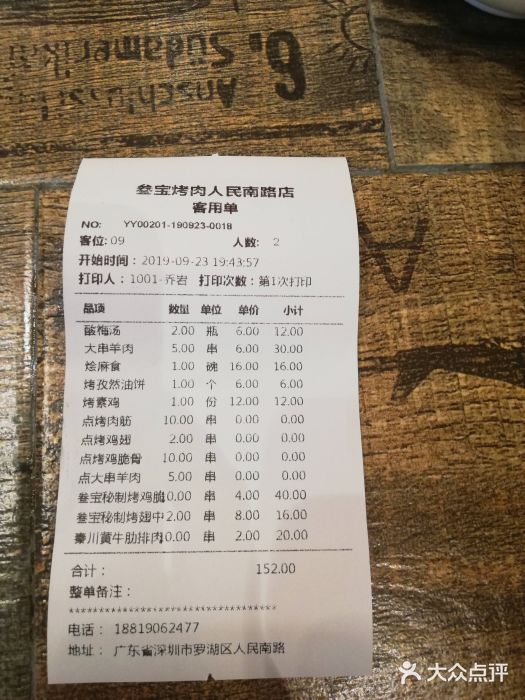 6.
Südamerik
Ansch
叁宝烤肉人民南路店
客用单
NO: YY00201-190923-0018
客位: 09 人数: 2
开始时间: 2019-09-23 19:43:57
打印人: 1001-乔岩 打印次数: 第1次打印
品项 数量 单位 单价 小计
酸梅汤 2.00 瓶 6.00 12.00
大串羊肉 5.00 串 6.00 30.00
烩麻食 1.00 碗 16.00 16.00
烤孜然油饼 1.00 个 6.00 6.00
烤素鸡 1.00 份 12.00 12.00
点烤肉筋 10.00 串 0.00 0.00
点烤鸡翅 2.00 串 0.00 0.00
点烤鸡脆骨 10.00 串 0.00 0.00
点大串羊肉 5.00 串 0.00 0.00
叁宝秘制烤鸡脆 10.00 串 4.00 40.00
叁宝秘制烤翅中 2.00 串 8.00 16.00
秦川黄牛肋排肉 10.00 串 2.00 20.00
合计: 152.00
整单备注:
************************************
电话: 18819062477
地址: 广东省深圳市罗湖区人民南路
大众点评